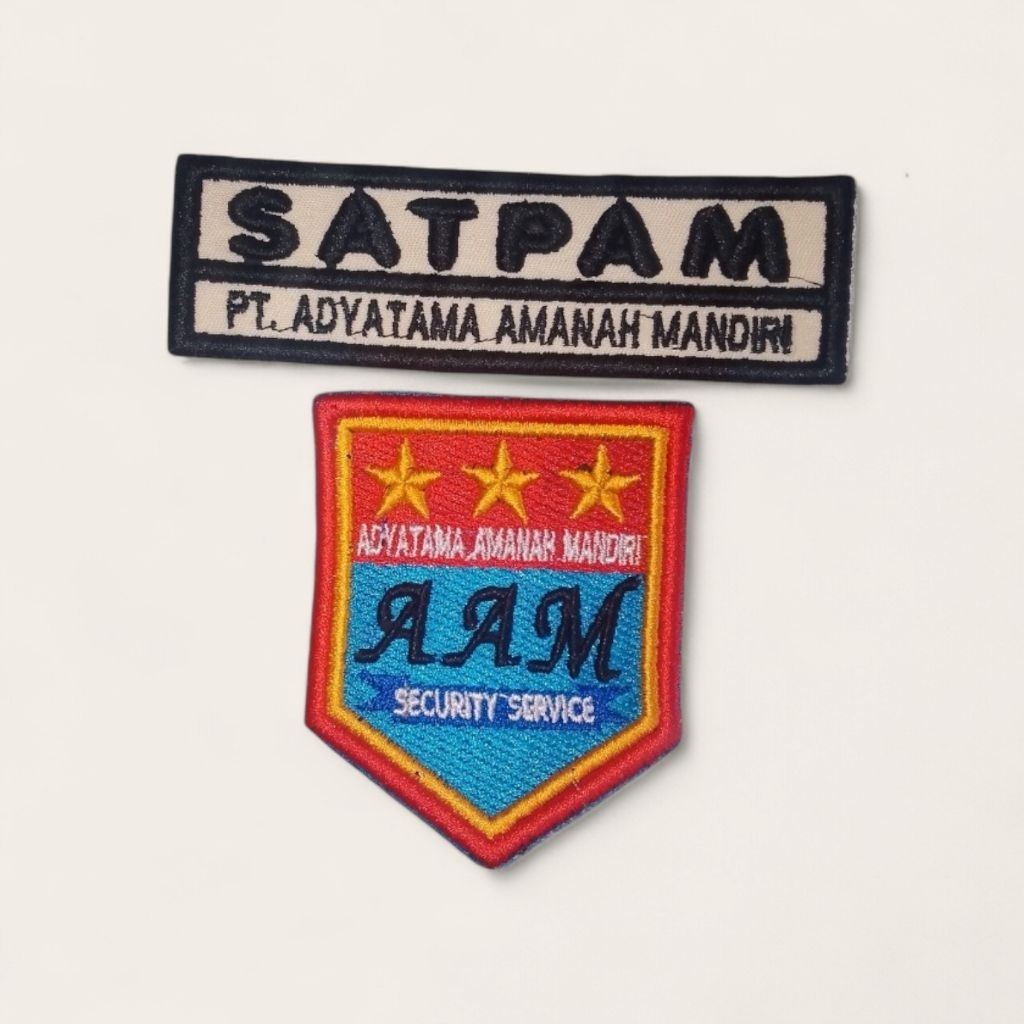 SATPAM
PT. ADYATAMA AMANAH MANDIRI
ADYATAMA AMANAH MANDIRI
AAM
SECURITY SERVICE